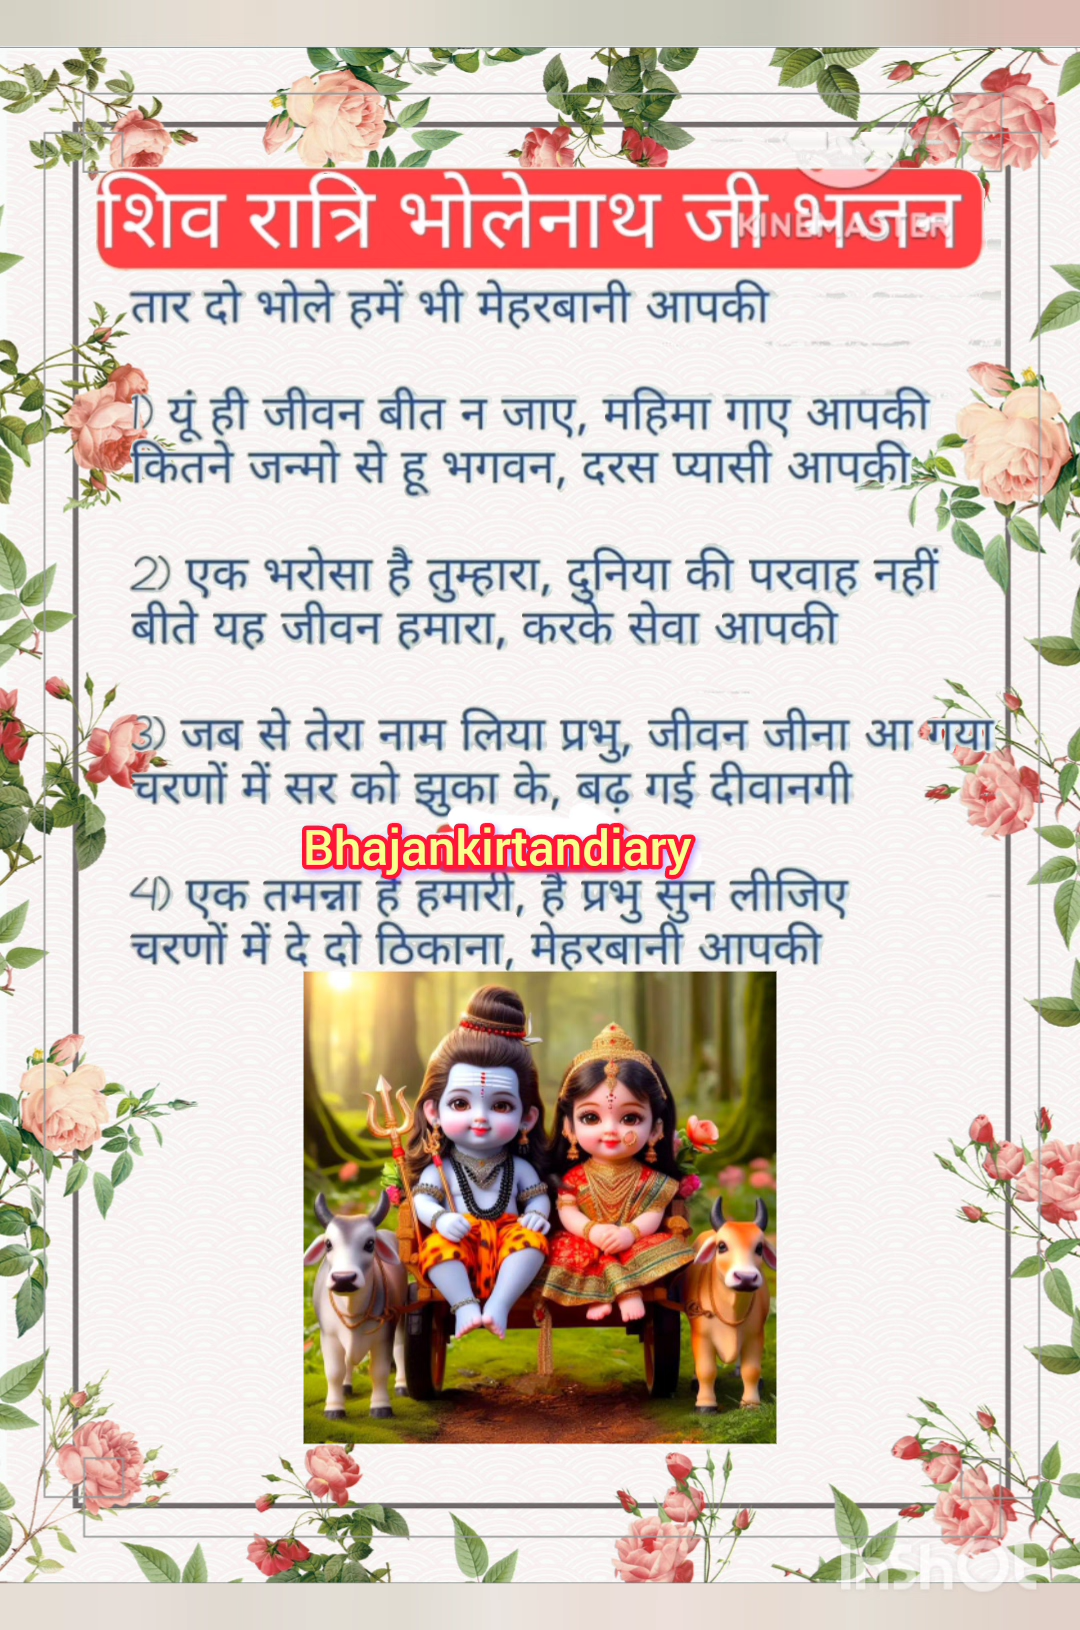 शिव रात्रि भोलेनाथ जी भजन
KINEMASTER
तार दो भोले हमें भी मेहरबानी आपकी
1) यूं ही जीवन बीत न जाए, महिमा गाए आपकी
कितने जन्मो से हू भगवन, दरस प्यासी आपकी
2) एक भरोसा है तुम्हारा, दुनिया की परवाह नहीं
बीते यह जीवन हमारा, करके सेवा आपकी
3) जब से तेरा नाम लिया प्रभु, जीवन जीना आ गया
चरणों में सर को झुका के, बढ़ गई दीवानगी
Bhajankirtandiary
4) एक तमन्ना है हमारी, है प्रभु सुन लीजिए
चरणों में दे दो ठिकाना, मेहरबानी आपकी
InShOt